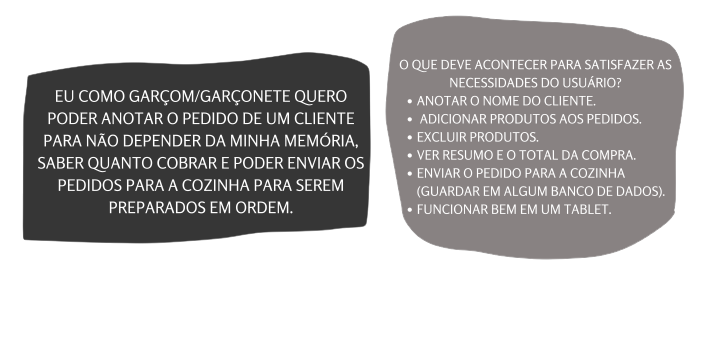 EU COMO GARÇOM/GARÇONETE QUERO
PODER ANOTAR O PEDIDO DE UM CLIENTE
PARA NÃO DEPENDER DA MINHA MEMÓRIA,
SABER QUANTO COBRAR E PODER ENVIAR OS
PEDIDOS PARA A COZINHA PARA SEREM
PREPARADOS EM ORDEM.
O QUE DEVE ACONTECER PARA SATISFAZER AS
NECESSIDADES DO USUÁRIO?
• ANOTAR O NOME DO CLIENTE.
• ADICIONAR PRODUTOS AOS PEDIDOS.
• EXCLUIR PRODUTOS.
• VER RESUMO E O TOTAL DA COMPRA.
• ENVIAR O PEDIDO PARA A COZINHA
(GUARDAR EM ALGUM BANCO DE DADOS).
• FUNCIONAR BEM EM UM TABLET.